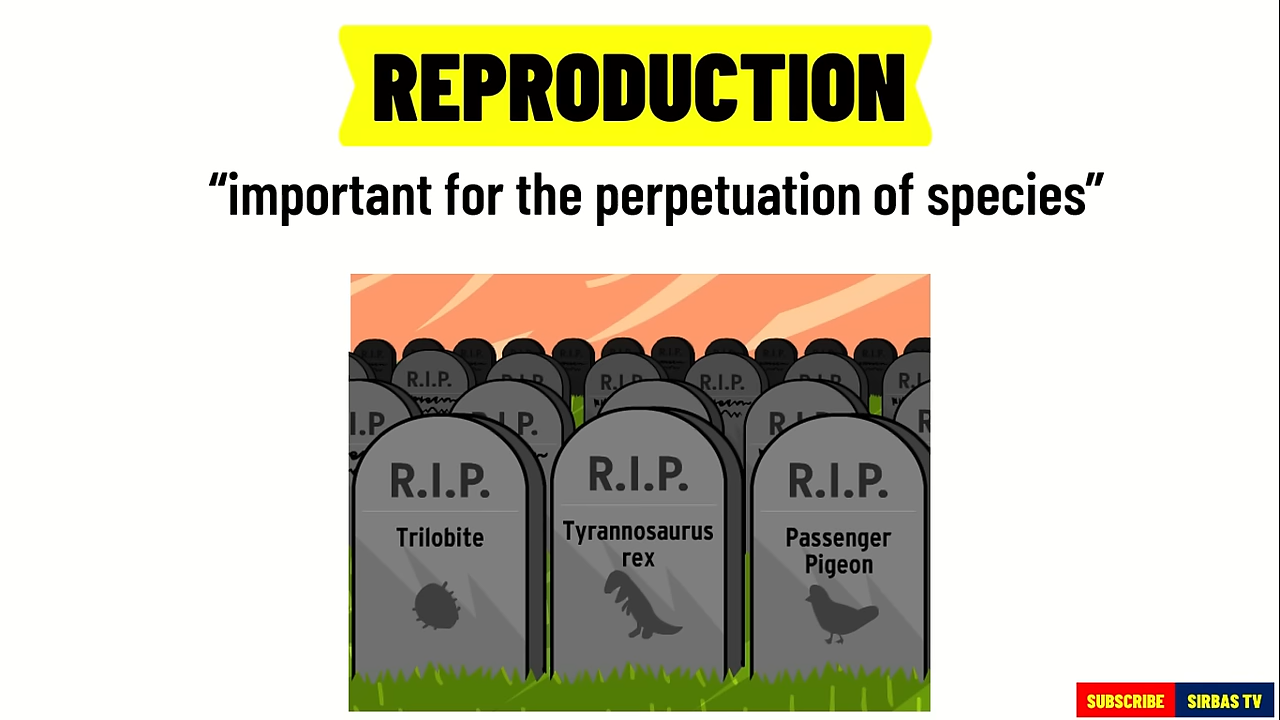 REPRODUCTION
“important for the perpetuation of species”
R.I.P.
R.I.P.
R.I.P.
R.I.P.
R.I.P.
R.I.P.
Trilobite
R.I.P.
Tyrannosaurus
rex
R.I.P.
Passenger
Pigeon
SUBSCRIBE SIRBAS TV